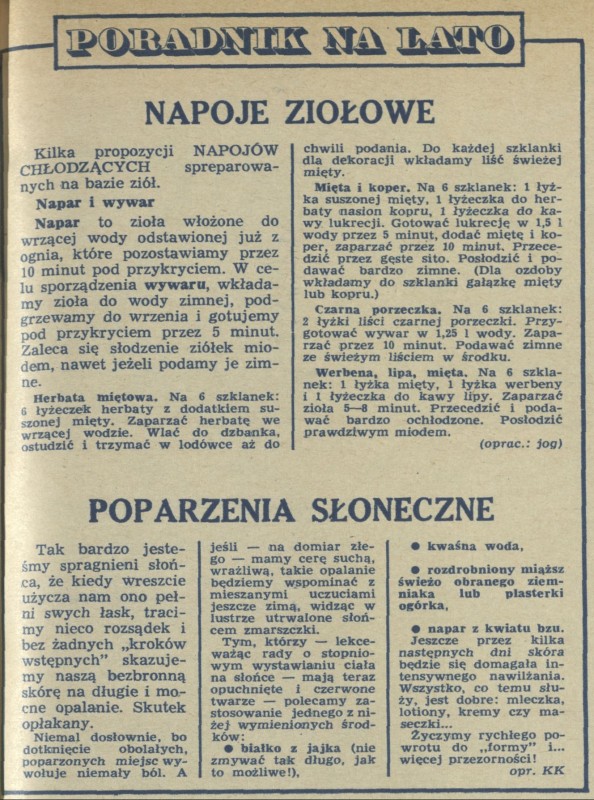 PORADNIK NA LATO
NAPOJE ZIOŁOWE
Kilka propozycji NAPOJÓW
CHŁODZĄCYCH spreparowa-
nych na bazie ziół.
Napar i wywar
Napar to zioła włożone do
wrzącej wody odstawionej już z
ognia, które pozostawiamy przez
10 minut pod przykryciem. W ce-
lu sporządzenia wywaru, wkłada-
my zioła do wody zimnej, pod-
grzewamy do wrzenia i gotujemy
pod przykryciem przez 5 minut.
Zaleca się słodzenie ziółek mio-
dem, nawet jeżeli podamy je zim-
ne.
Herbata miętowa. Na 6 szklanek:
6 łyżeczek herbaty z dodatkiem su-
szonej mięty. Zaparzać herbatę we
wrzącej wodzie. Wlać do dzbanka,
ostudzić i trzymać w lodówce aż do
chwili podania. Do każdej szklanki
dla dekoracji wkładamy liść świeżej
mięty.
Mięta i koper. Na 6 szklanek: 1 łyż-
ka suszonej mięty, 1 łyżeczka do her-
baty nasion kopru, 1 łyżeczka do ka-
wy lukrecji. Gotować lukrecję w 1,5 l
wody przez 5 minut, dodać miętę i ko-
per, zaparzać przez 10 minut. Przece-
dzić przez gęste sito. Posłodzić i po-
dawać bardzo zimne. (Dla ozdoby
wkładamy do szklanki gałązkę mięty
lub kopru.)
Czarna porzeczka. Na 6 szklanek:
2 łyżki liści czarnej porzeczki. Przy-
gotować wywar w 1,25 l wody. Zapa-
rzać przez 10 minut. Podawać zimne
ze świeżym liściem w środku.
Werbena, lipa, mięta. Na 6 szkla-
nek: 1 łyżka mięty, 1 łyżka werbeny
i 1 łyżeczka do kawy lipy. Zaparzać
zioła 5—8 minut. Przecedzić i poda-
wać bardzo ochłodzone. Posłodzić
prawdziwym miodem.
(oprac.: jog)
POPARZENIA SŁONECZNE
Tak bardzo jeste-
śmy spragnieni słoń-
ca, że kiedy wreszcie
użycza nam ono peł-
ni swych łask, traci-
my nieco rozsądek i
bez żadnych „kroków
wstępnych” skazuje-
my naszą bezbronną
skórę na długie i mo-
cne opalanie. Skutek
opłakany.
Niemal dosłownie, bo
dotknięcie obolałych,
poparzonych miejsc wy-
wołuje niemały ból. A
jeśli — na domiar złe-
go — mamy cerę suchą,
wrażliwą, takie opalanie
będziemy wspominać z
mieszanymi uczuciami
jeszcze zimą, widząc w
lustrze utrwalone słoń-
cem zmarszczki.
Tym, którzy — lekce-
ważąc rady o stopnio-
wym wystawianiu ciała
na słońce — mają teraz
opuchnięte i czerwone
twarze — polecamy za-
stosowanie jednego z ni-
żej wymienionych środ-
ków:
● białko z jajka (nie
zmywać tak długo, jak
to możliwe!),
● kwaśna woda,
● rozdrobniony miąższ
świeżo obranego ziem-
niaka lub plasterki
ogórka,
● napar z kwiatu bzu.
Jeszcze przez kilka
następnych dni skóra
będzie się domagała in-
tensywnego nawilżania.
Wszystko, co temu słu-
ży, jest dobre: mleczka,
lotiony, kremy czy ma-
seczki...
Życzymy rychłego po-
wrotu do „formy” i...
więcej przezorności!
opr. KK